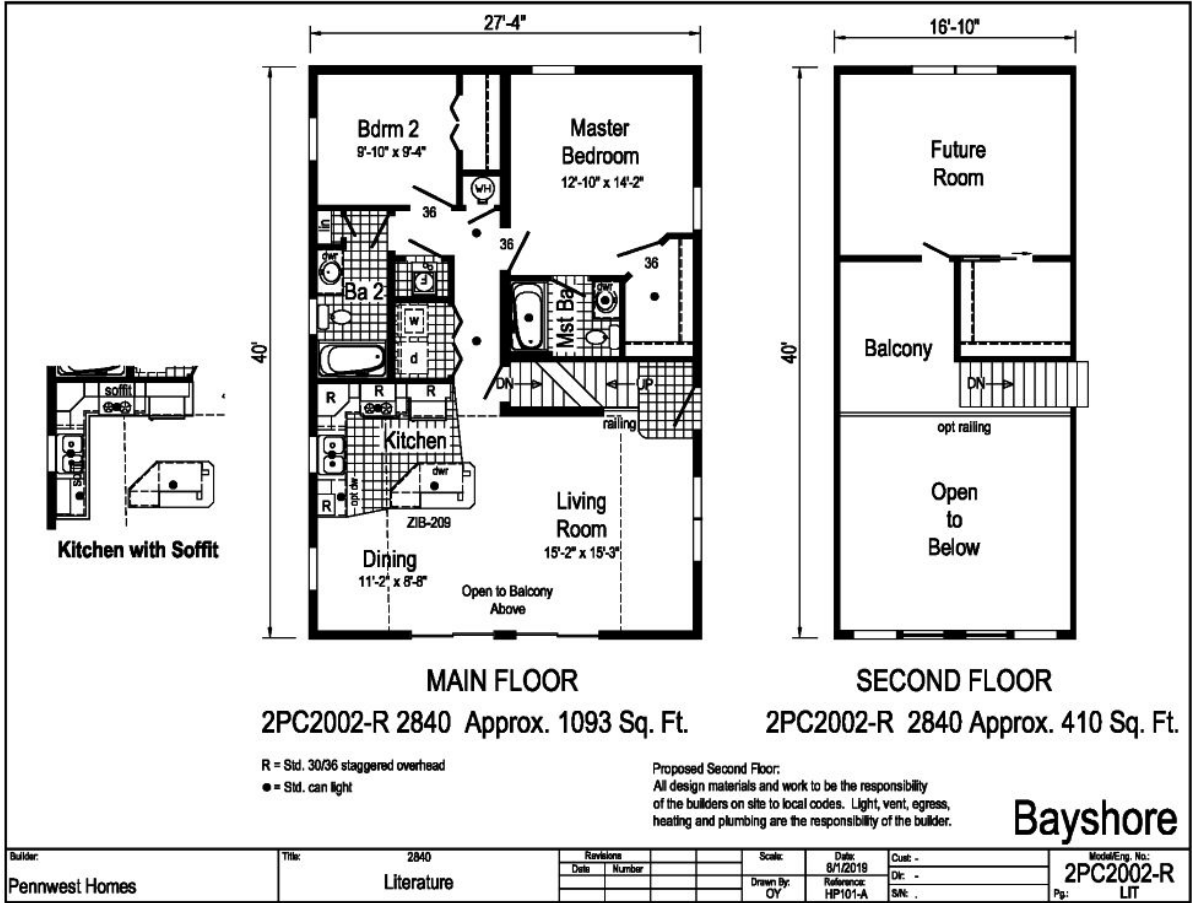 27'-4"
16'-10"
40'
40'
Bdrm 2
9'-10" x 9'-4"
Master
Bedroom
12'-10" x 14'-2"
WH
36
36
36
lin
dwr
Ba 2
w
d
Mst Ba
dwr
DN
UP
railing
R
R
R
R
Kitchen
dwr
opt dw
ZIB-209
Living
Room
15'-2" x 15'-3"
Dining
11'-2" x 8'-8"
Open to Balcony
Above
Future
Room
Balcony
DN
opt railing
Open
to
Below
soffit
soffit
Kitchen with Soffit
MAIN FLOOR
2PC2002-R 2840 Approx. 1093 Sq. Ft.
SECOND FLOOR
2PC2002-R 2840 Approx. 410 Sq. Ft.
R = Std. 30/36 staggered overhead
● = Std. can light
Proposed Second Floor:
All design materials and work to be the responsibility
of the builders on site to local codes. Light, vent, egress,
heating and plumbing are the responsibility of the builder.
Bayshore
Builder:
Pennwest Homes
Title:
2840
Literature
Revisions
Date Number
Scale:
Drawn By:
OY
Date:
8/1/2019
Reference:
HP101-A
Cust: -
Dir: -
S/N: .
Model/Eng. No.:
2PC2002-R
Pg.: LIT